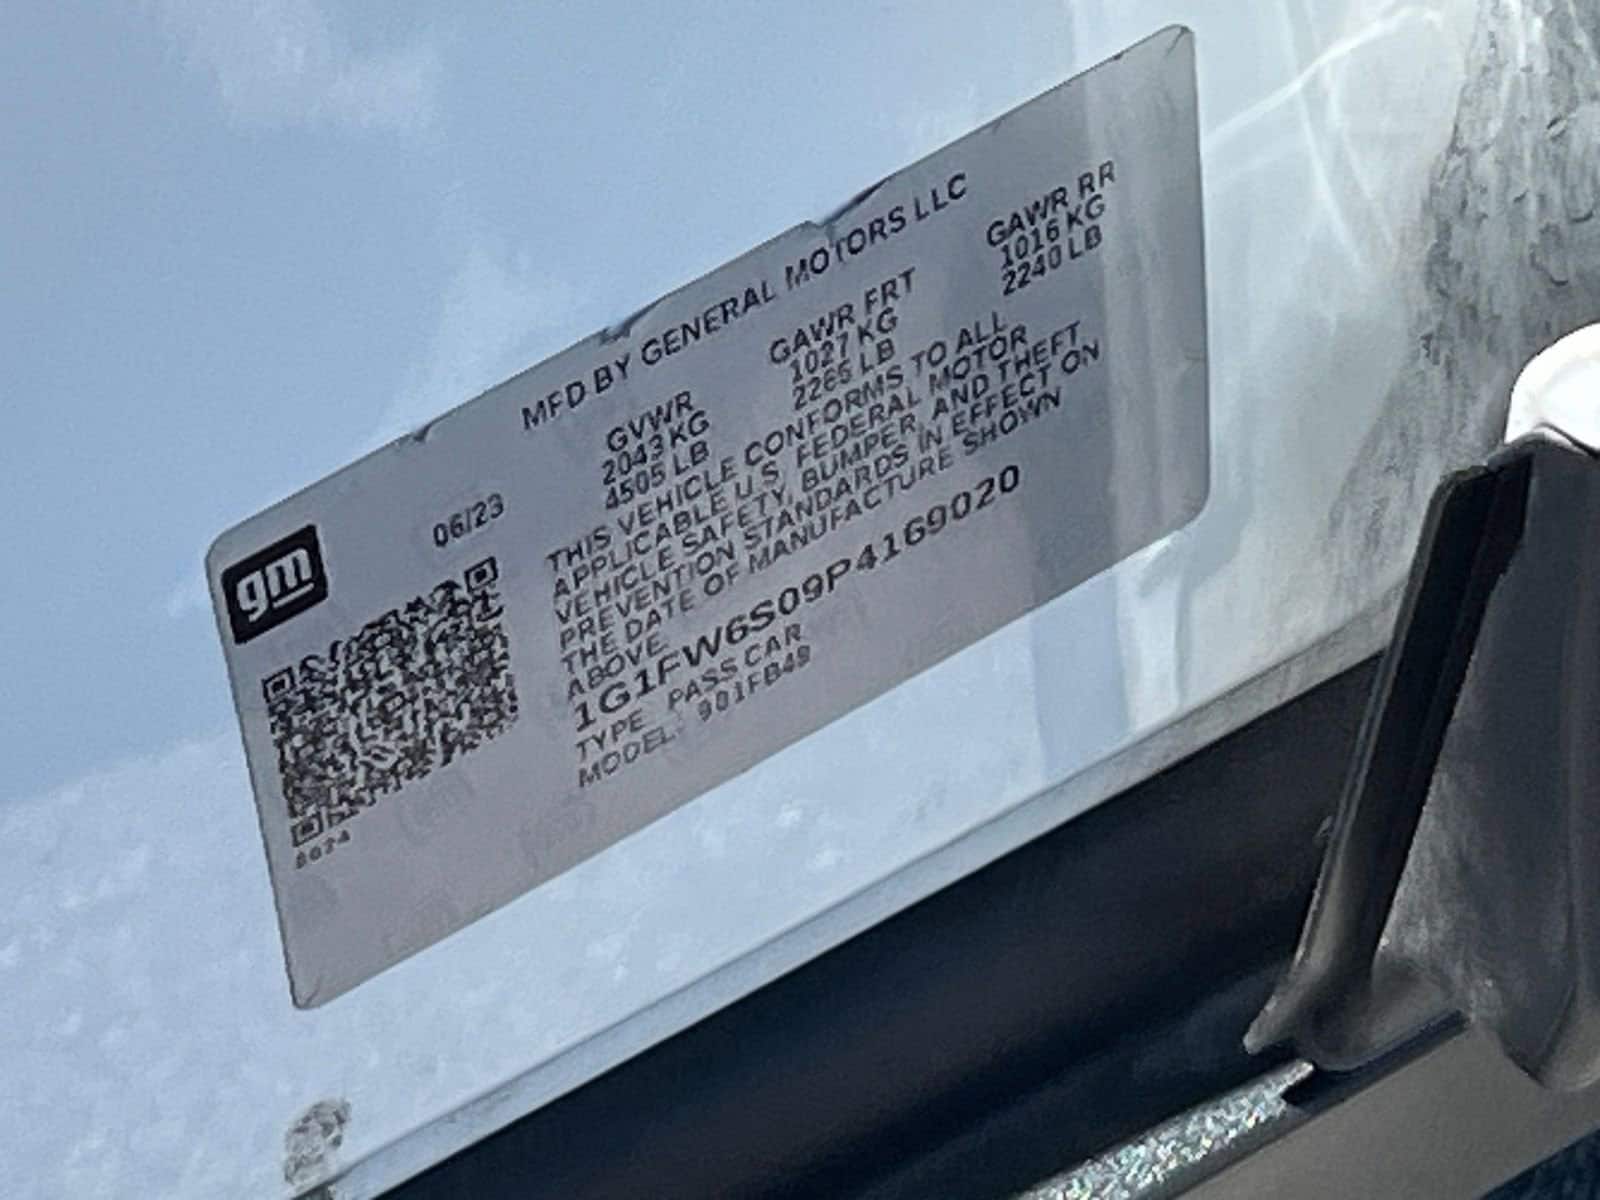 MFD BY GENERAL MOTORS LLC
gm
06/23
GVWR GAWR FRT GAWR RR
2043 KG 1027 KG 1016 KG
4505 LB 2265 LB 2240 LB
THIS VEHICLE CONFORMS TO ALL
APPLICABLE U.S. FEDERAL MOTOR
VEHICLE SAFETY, BUMPER, AND THEFT
PREVENTION STANDARDS IN EFFECT ON
THE DATE OF MANUFACTURE SHOWN
ABOVE.
1G1FW6S09P4169020
TYPE: PASS CAR
MODEL: 901FB48